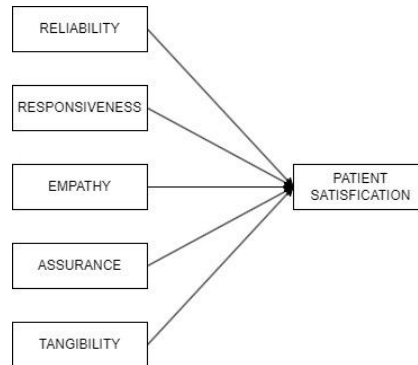 RELIABILITY
RESPONSIVENESS
EMPATHY
PATIENT
SATISFICATION
ASSURANCE
TANGIBILITY